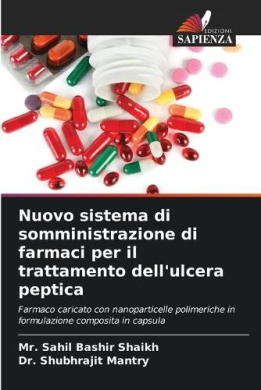 EDIZIONI
SAPIENZA
Nuovo sistema di
somministrazione di
farmaci per il
trattamento dell'ulcera
peptica
Farmaco caricato con nanoparticelle polimeriche in
formulazione composita in capsula
Mr. Sahil Bashir Shaikh
Dr. Shubhrajit Mantry